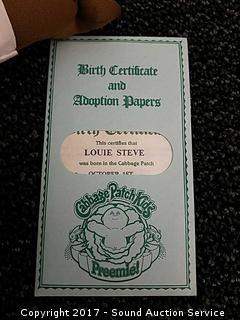 Birth Certificate
and
Adoption Papers
This certifies that
LOUIE STEVE
was born in the Cabbage Patch
OCTOBER 1ST
Cabbage Patch Kids
Preemie!
Copyright © 2017 - Sound Auction Service